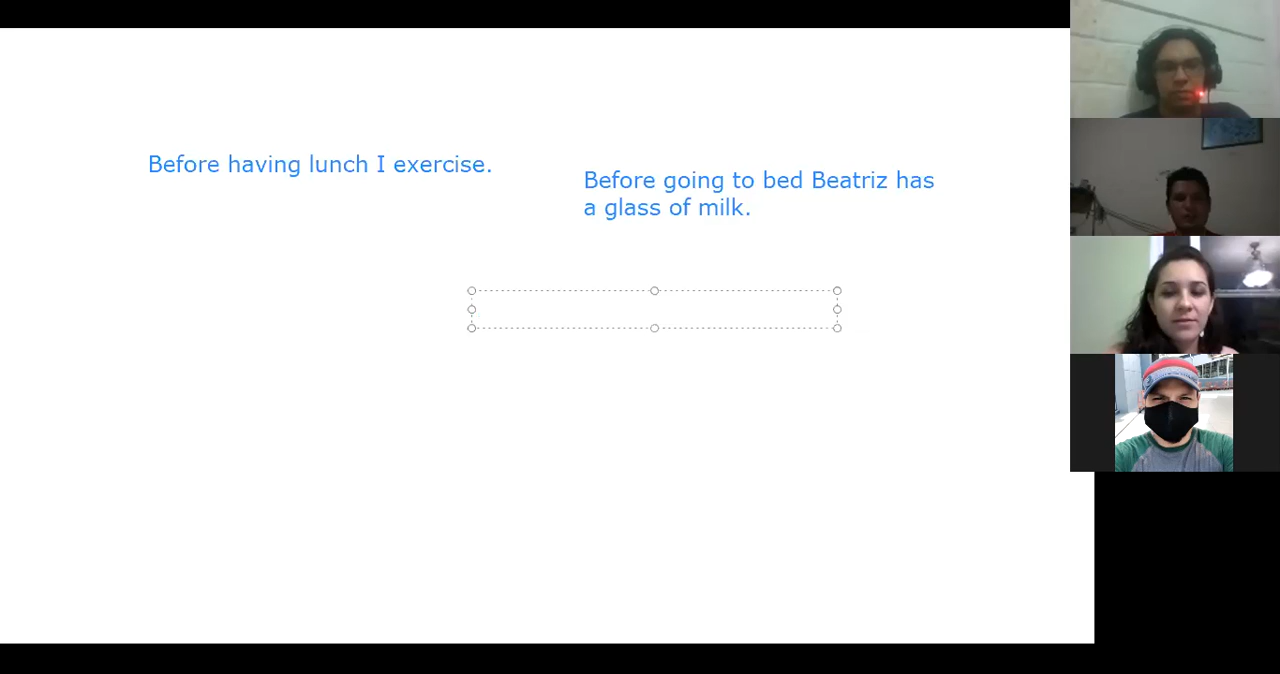 Before having lunch I exercise.
Before going to bed Beatriz has
a glass of milk.